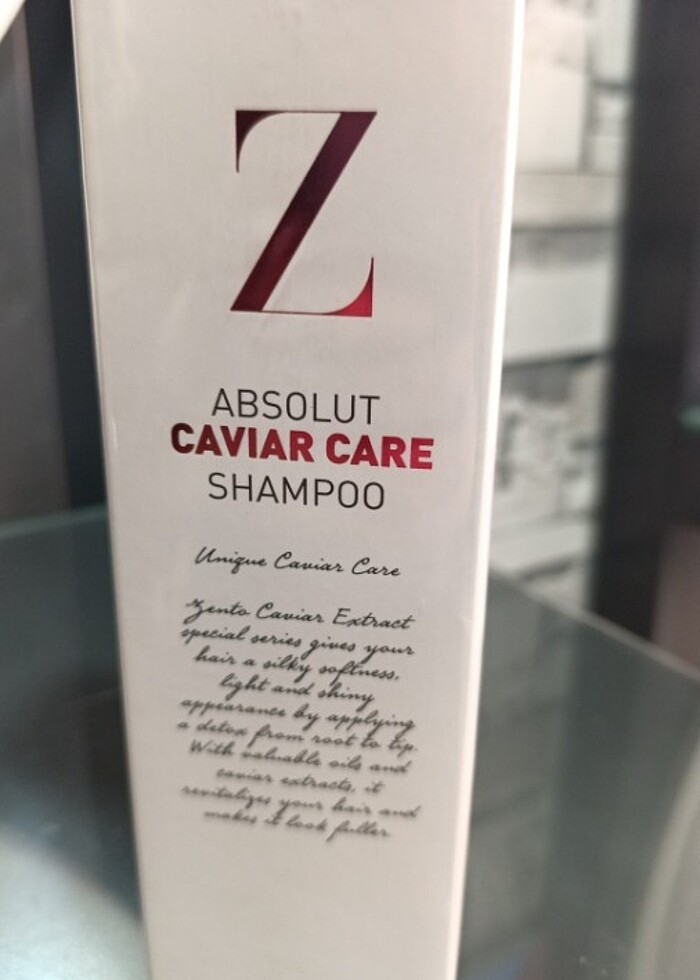 Z
ABSOLUT
CAVIAR CARE
SHAMPOO
Unique Caviar Care
Zento Caviar Extract
special series gives your
hair a silky softness,
light and shiny
appearance by applying
a detox from root to tip.
With valuable oils and
caviar extracts, it
revitalizes your hair and
makes it look fuller